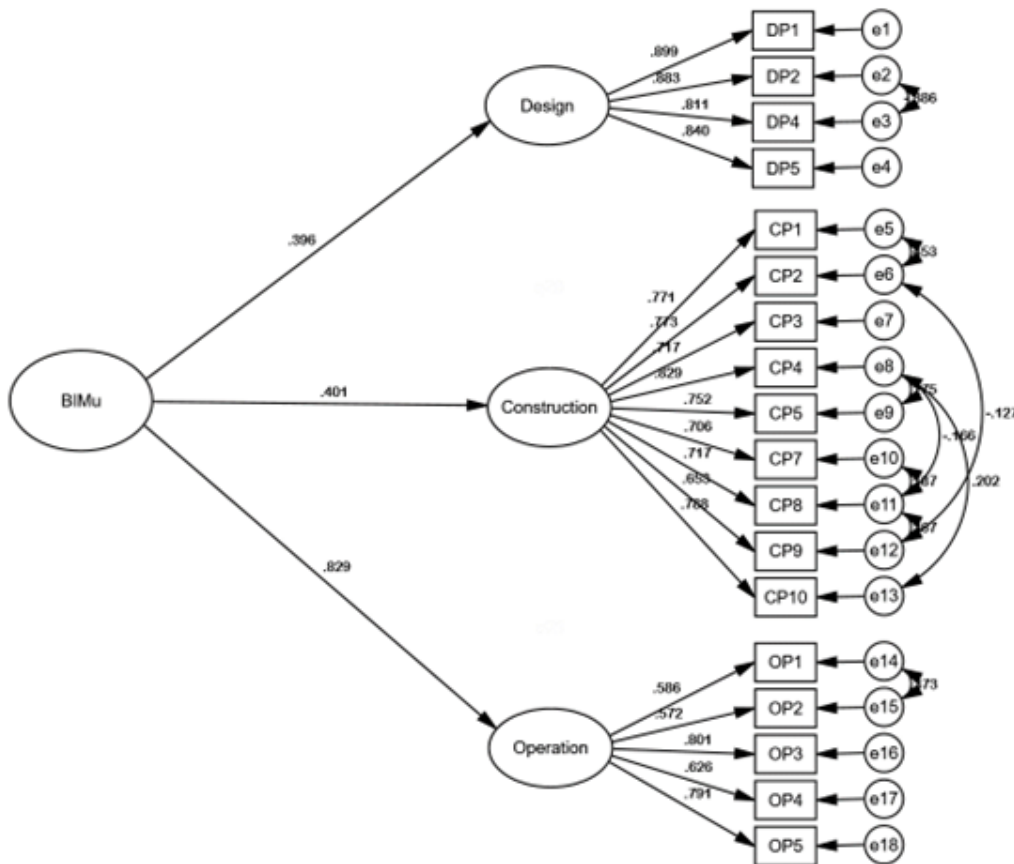 DP1
e1
.899
DP2
e2
.883
Design
.811
DP4
e3
.840
DP5
e4
.396
CP1
e5
.771
CP2
e6
.773
CP3
e7
.717
CP4
e8
.829
BIMu
.401
Construction
.752
CP5
e9
-.127
-.166
.706
CP7
e10
.202
.717
CP8
e11
CP9
e12
CP10
e13
.829
OP1
e14
.586
OP2
e15
.572
Operation
.801
OP3
e16
.626
OP4
e17
.791
OP5
e18